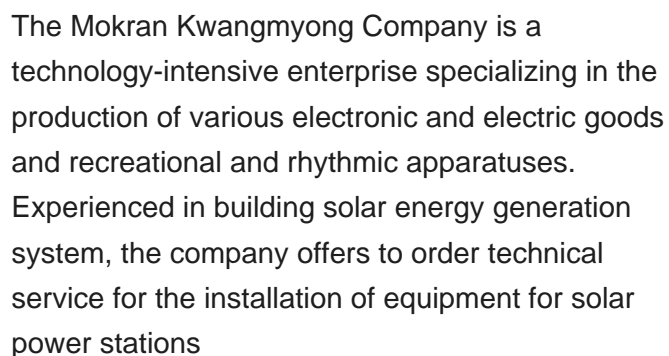 The Mokran Kwangmyong Company is a
technology-intensive enterprise specializing in the
production of various electronic and electric goods
and recreational and rhythmic apparatuses.
Experienced in building solar energy generation
system, the company offers to order technical
service for the installation of equipment for solar
power stations